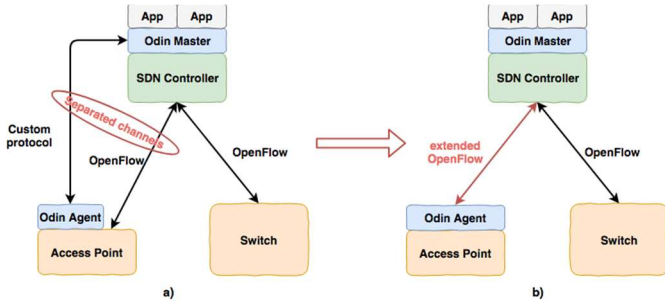 App App
Odin Master
SDN Controller
separated channels
Custom
protocol
OpenFlow
OpenFlow
Odin Agent
Access Point
Switch
a)
App App
Odin Master
SDN Controller
extended
OpenFlow
OpenFlow
Odin Agent
Access Point
Switch
b)